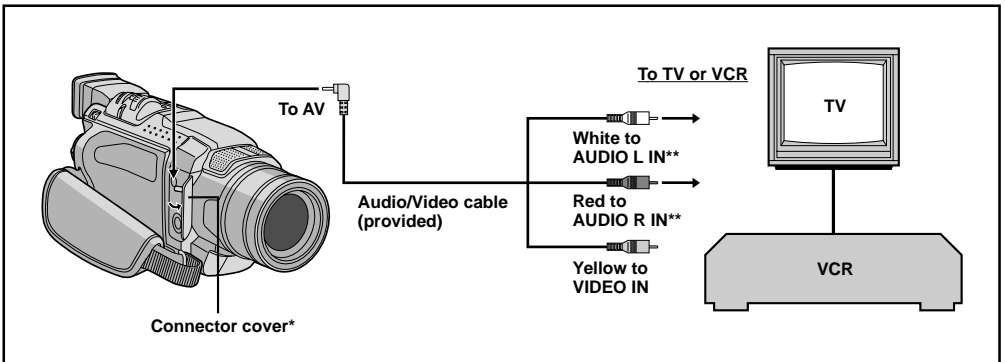 To TV or VCR
TV
To AV
White to
AUDIO L IN**
Audio/Video cable
(provided)
Red to
AUDIO R IN**
Yellow to
VIDEO IN
VCR
Connector cover*